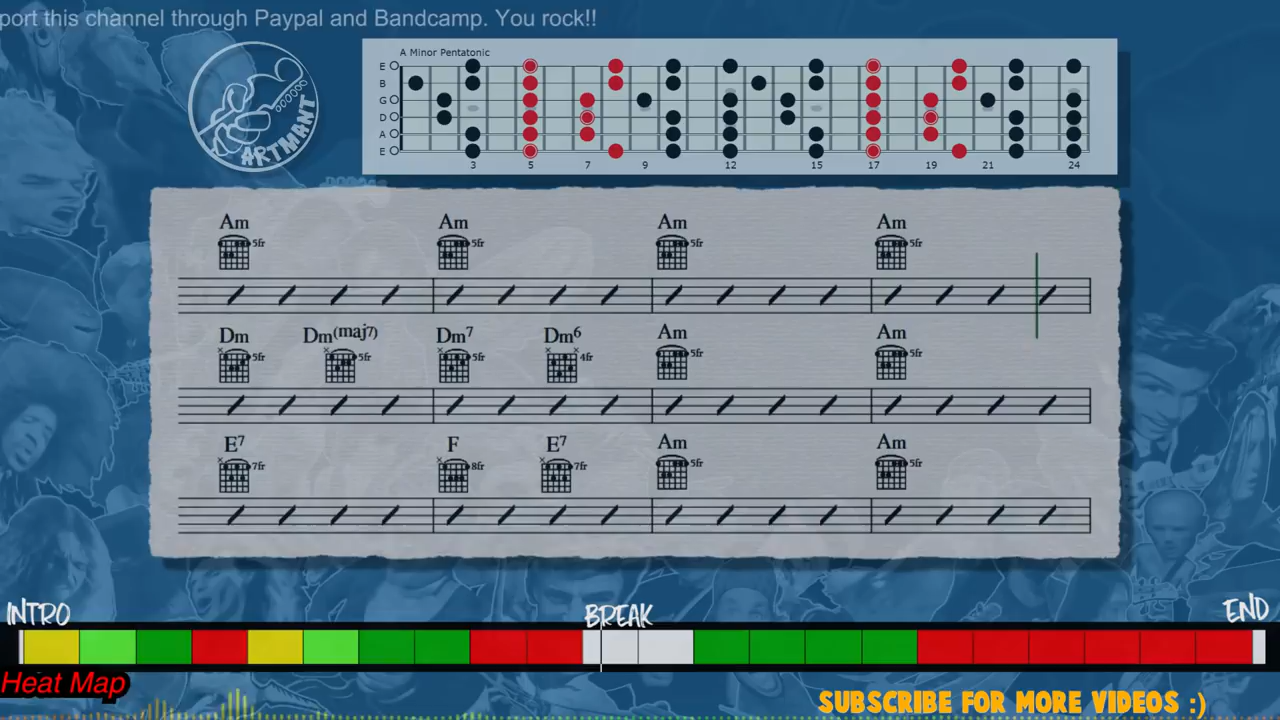 port this channel through Paypal and Bandcamp. You rock!!
ARTMANT
A Minor Pentatonic
E
B
G
D
A
E
3 5 7 9 12 15 17 19 21 24
Am Am Am Am
5fr 5fr 5fr 5fr
Dm Dm(maj7) Dm7 Dm6 Am Am
5fr 5fr 5fr 4fr 5fr 5fr
E7 F E7 Am Am
7fr 8fr 7fr 5fr 5fr
INTRO BREAK END
Heat Map
SUBSCRIBE FOR MORE VIDEOS :)